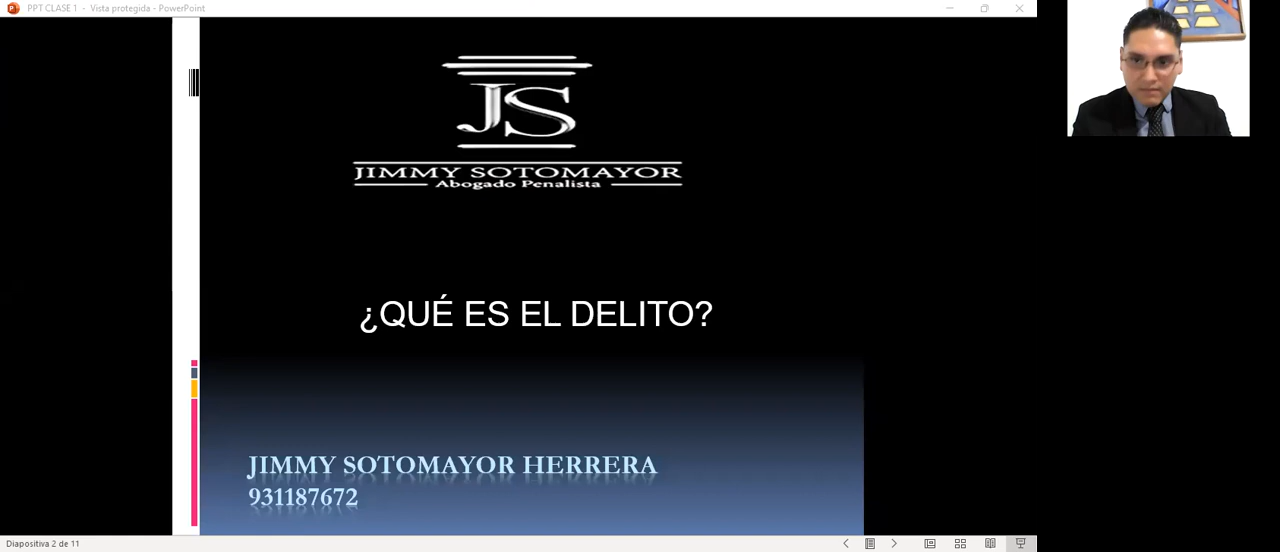 PPT CLASE 1 - Vista protegida - PowerPoint
JS
JIMMY SOTOMAYOR
Abogado Penalista
¿QUÉ ES EL DELITO?
JIMMY SOTOMAYOR HERRERA
931187672
Diapositiva 2 de 11